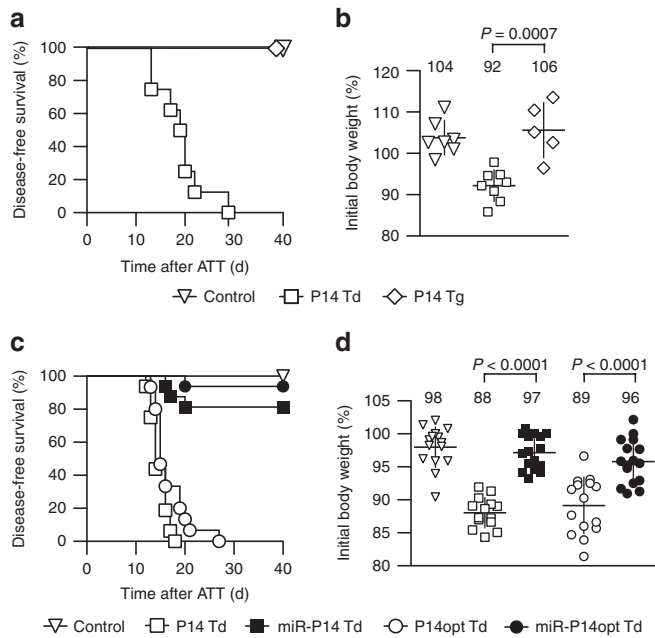 a
b
P = 0.0007
104 92 106
Disease-free survival (%)
100
80
60
40
20
0
0 10 20 30 40
Time after ATT (d)
Initial body weight (%)
120
110
100
90
80
Control P14 Td P14 Tg
c
d
P < 0.0001 P < 0.0001
98 88 97 89 96
Disease-free survival (%)
100
80
60
40
20
0
0 10 20 30 40
Time after ATT (d)
Initial body weight (%)
105
100
95
90
85
80
Control P14 Td miR-P14 Td P14opt Td miR-P14opt Td